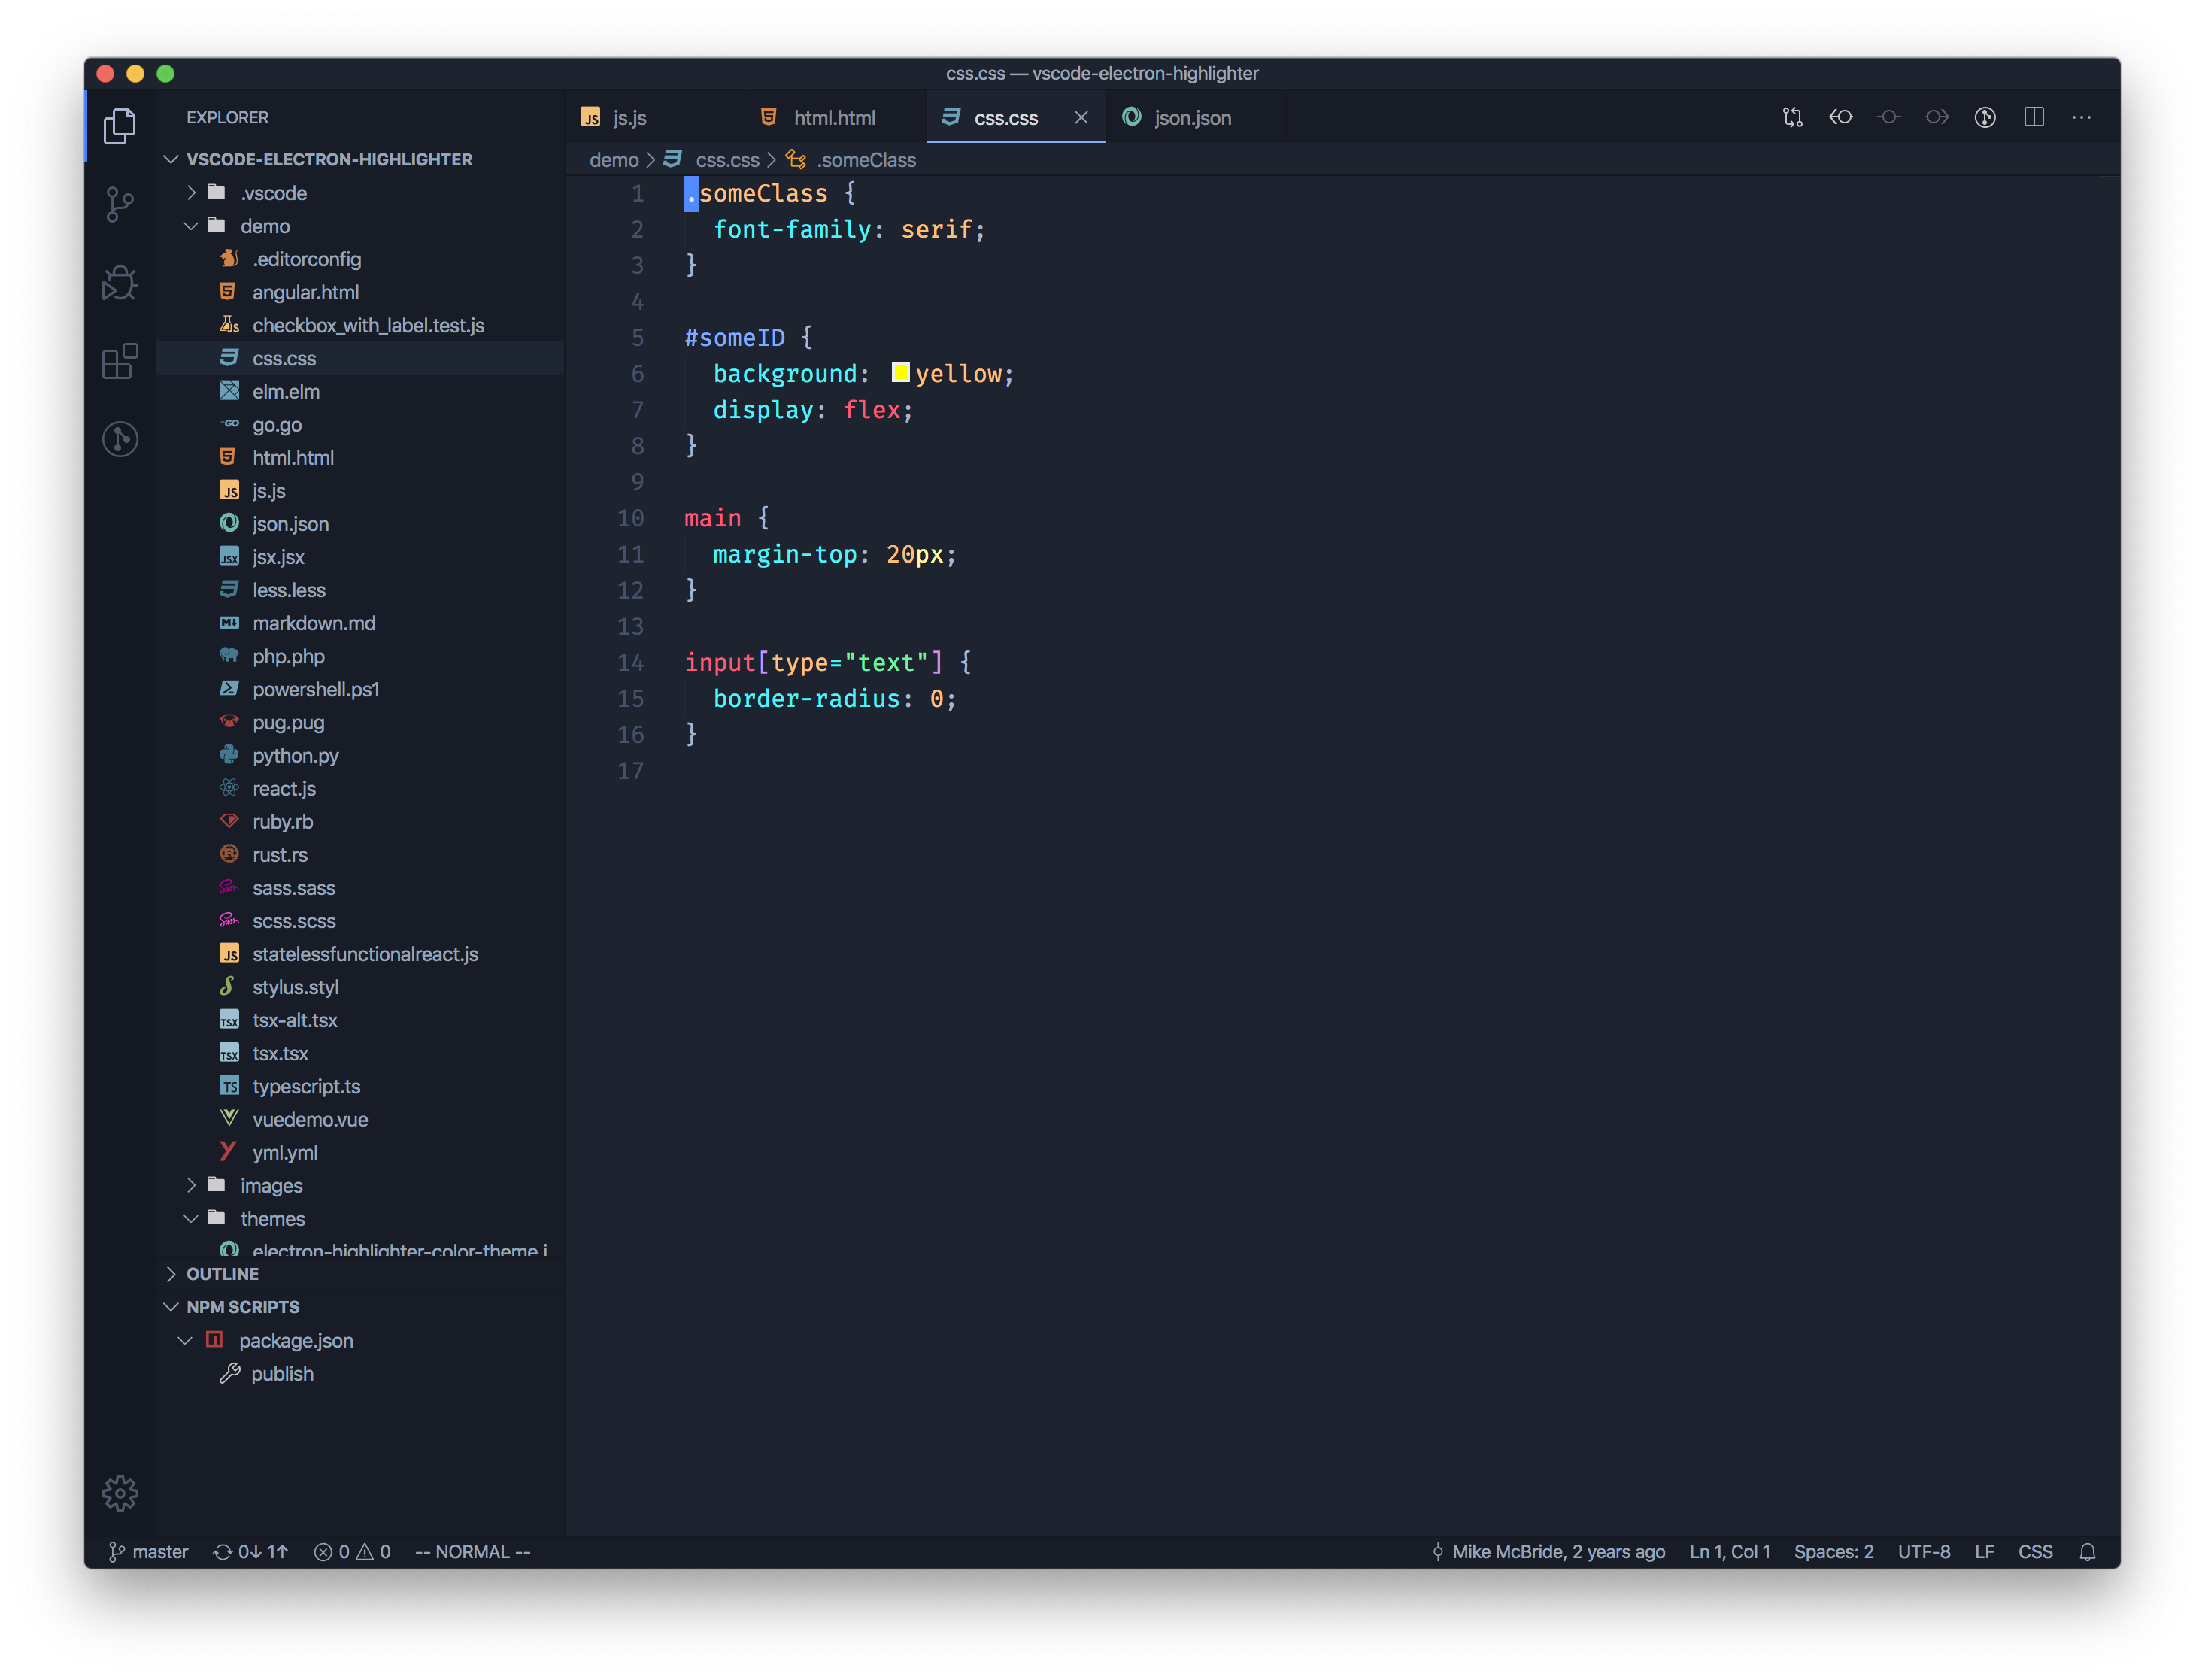 css.css — vscode-electron-highlighter
EXPLORER
VSCODE-ELECTRON-HIGHLIGHTER
.vscode
demo
.editorconfig
angular.html
checkbox_with_label.test.js
css.css
elm.elm
go.go
html.html
js.js
json.json
jsx.jsx
less.less
markdown.md
php.php
powershell.ps1
pug.pug
python.py
react.js
ruby.rb
rust.rs
sass.sass
scss.scss
statelessfunctionalreact.js
stylus.styl
tsx-alt.tsx
tsx.tsx
typescript.ts
vuedemo.vue
yml.yml
images
themes
electron-highlighter-color-theme.j
OUTLINE
NPM SCRIPTS
package.json
publish
js.js html.html css.css json.json
demo css.css .someClass
1 .someClass {
2 font-family: serif;
3 }
4
5 #someID {
6 background: yellow;
7 display: flex;
8 }
9
10 main {
11 margin-top: 20px;
12 }
13
14 input[type="text"] {
15 border-radius: 0;
16 }
17
master 0↓ 1↑ 0 0 -- NORMAL -- Mike McBride, 2 years ago Ln 1, Col 1 Spaces: 2 UTF-8 LF CSS